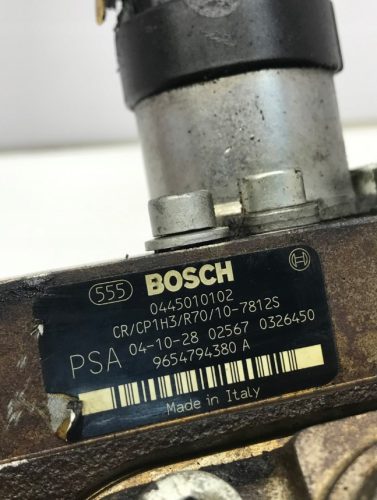 555 BOSCH
0445010102
CR/CP1H3/R70/10-7812S
PSA 04-10-28 02567 0326450
9654794380 A
Made in Italy